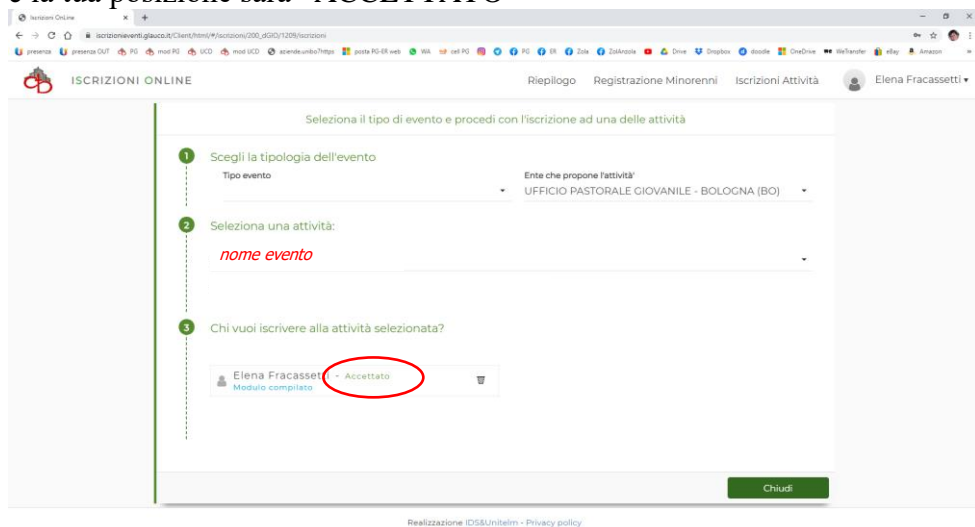 e la tua posizione sarà "ACCETTATO"
Iscrizioni OnLine
iscrizionieventi.glauco.it/Client/html/#/iscrizioni/200_dGIO/1209/iscrizioni
presenze presenze OUT PG mod PG UCD mod UCD aziende.unibo?https posta PG-ER web WA cell PG PG ER Zola ZolAnzola Drive Dropbox doodle OneDrive WeTransfer eBay Amazon
ISCRIZIONI ONLINE Riepilogo Registrazione Minorenni Iscrizioni Attività Elena Fracassetti
Seleziona il tipo di evento e procedi con l'iscrizione ad una delle attività
1 Scegli la tipologia dell'evento
Tipo evento Ente che propone l'attivita'
UFFICIO PASTORALE GIOVANILE - BOLOGNA (BO)
2 Seleziona una attività:
nome evento
3 Chi vuoi iscrivere alla attività selezionata?
Elena Fracassetti - Accettato
Modulo compilato
Chiudi
Realizzazione IDS&Unitelm - Privacy policy